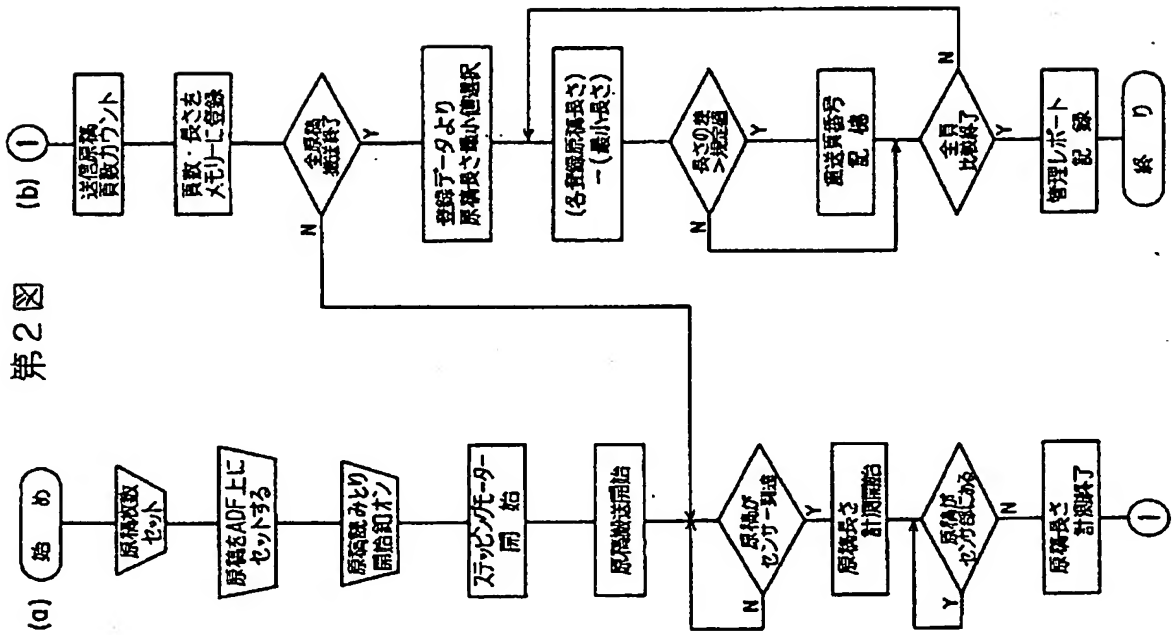 第2図
(a)
始め
原稿枚数
セット
原稿をADF上に
セットする
原稿読みとり
開始釦オン
ステッピングモーター
開始
原稿搬送開始
原稿が
センサー到達
N
Y
原稿長さ
計測開始
原稿が
センサ部にある
Y
N
原稿長さ
計測終了
1
(b)
1
送信原稿
頁数カウント
頁数・長さを
メモリーに登録
全原稿
搬送終了
N
Y
登録データより
原稿長さ最小値選択
(各登録原稿長さ)
－(最小長さ)
長さの差
>規定値
N
Y
重送頁番号
記憶
全頁
比較終了
N
Y
管理レポート
記録
終り